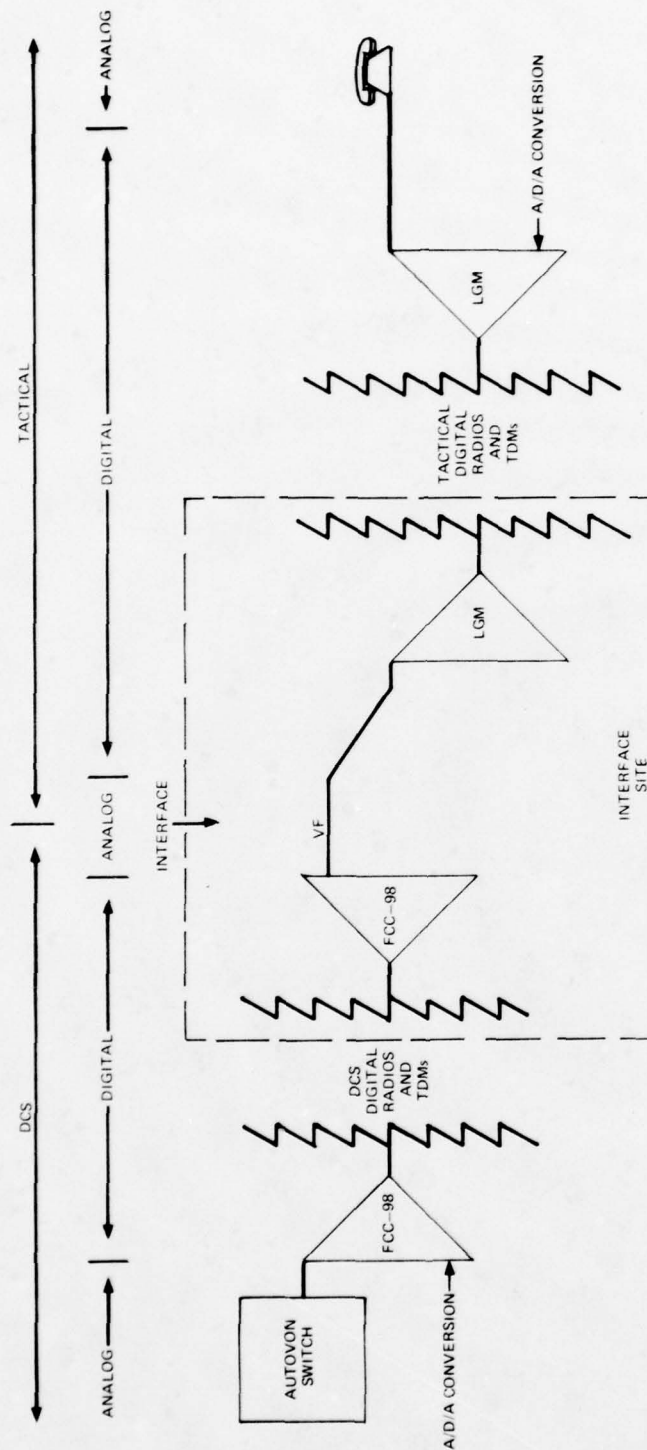 DCS
TACTICAL
ANALOG
DIGITAL
ANALOG
DIGITAL
ANALOG
INTERFACE
AUTOVON
SWITCH
FCC-98
A/D/A CONVERSION
DCS
DIGITAL
RADIOS
AND
TDMs
FCC-98
VF
LGM
INTERFACE
SITE
TACTICAL
DIGITAL
RADIOS
AND
TDMs
LGM
A/D/A CONVERSION